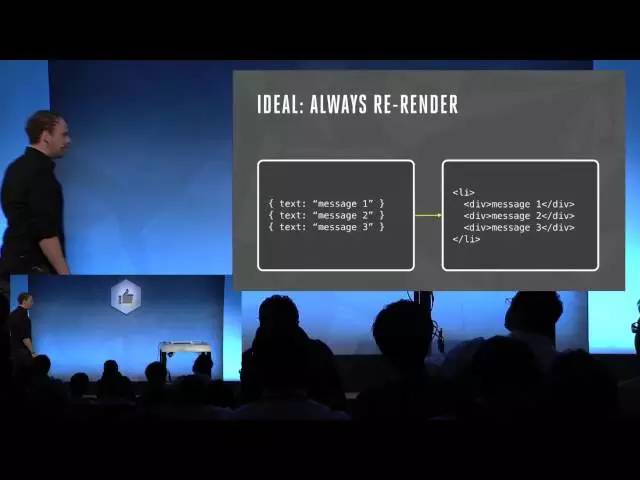 IDEAL: ALWAYS RE-RENDER
{ text: “message 1” }
{ text: “message 2” }
{ text: “message 3” }
<li>
<div>message 1</div>
<div>message 2</div>
<div>message 3</div>
</li>